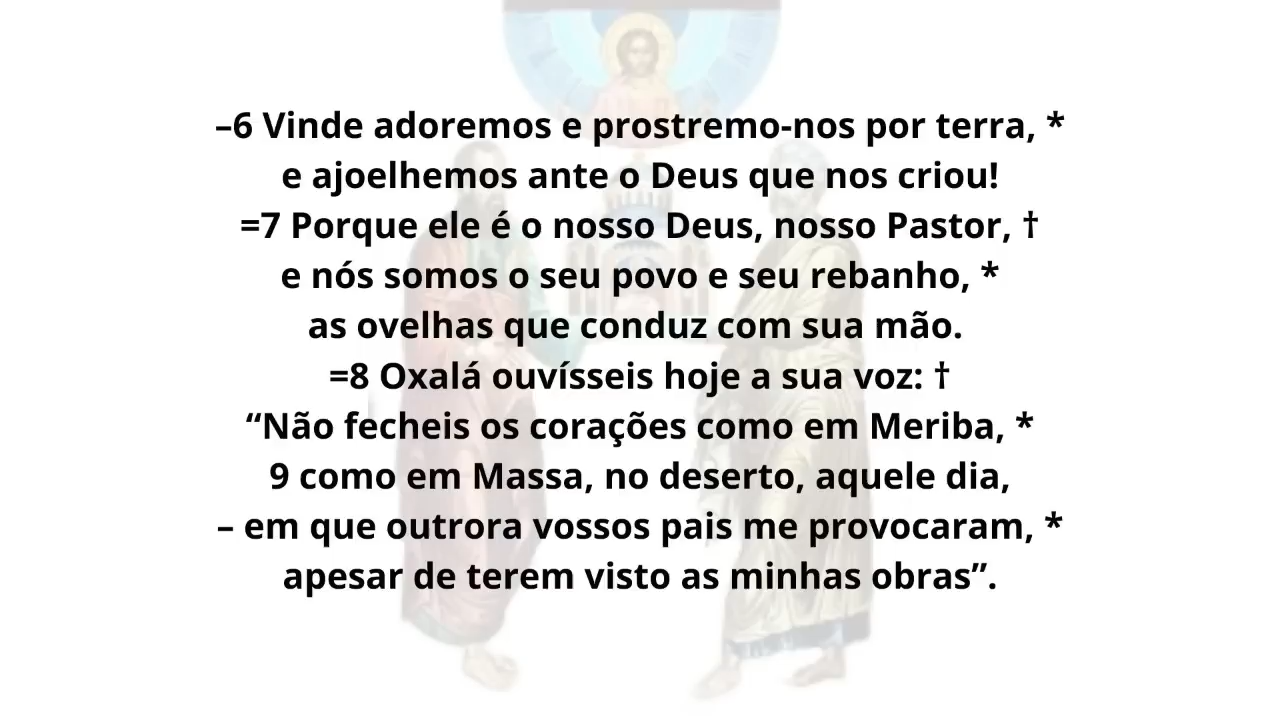 –6 Vinde adoremos e prostremo-nos por terra, *
e ajoelhemos ante o Deus que nos criou!
=7 Porque ele é o nosso Deus, nosso Pastor, †
e nós somos o seu povo e seu rebanho, *
as ovelhas que conduz com sua mão.
=8 Oxalá ouvísseis hoje a sua voz: †
“Não fecheis os corações como em Meriba, *
9 como em Massa, no deserto, aquele dia,
– em que outrora vossos pais me provocaram, *
apesar de terem visto as minhas obras”.